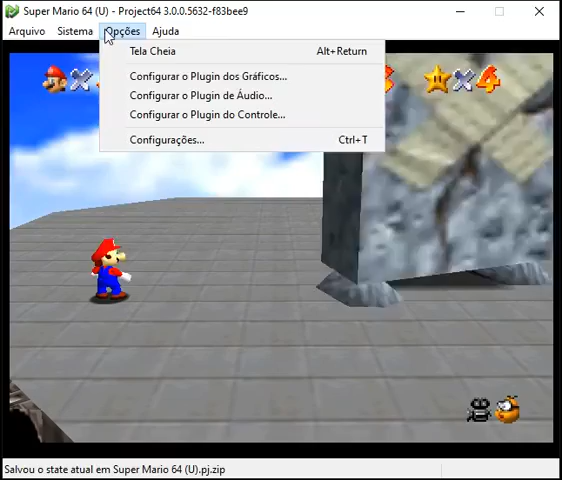 Super Mario 64 (U) - Project64 3.0.0.5632-f83bee9
Arquivo Sistema Opções Ajuda
Tela Cheia Alt+Return
Configurar o Plugin dos Gráficos...
Configurar o Plugin de Áudio...
Configurar o Plugin do Controle...
Configurações... Ctrl+T
4
Salvou o state atual em Super Mario 64 (U).pj.zip